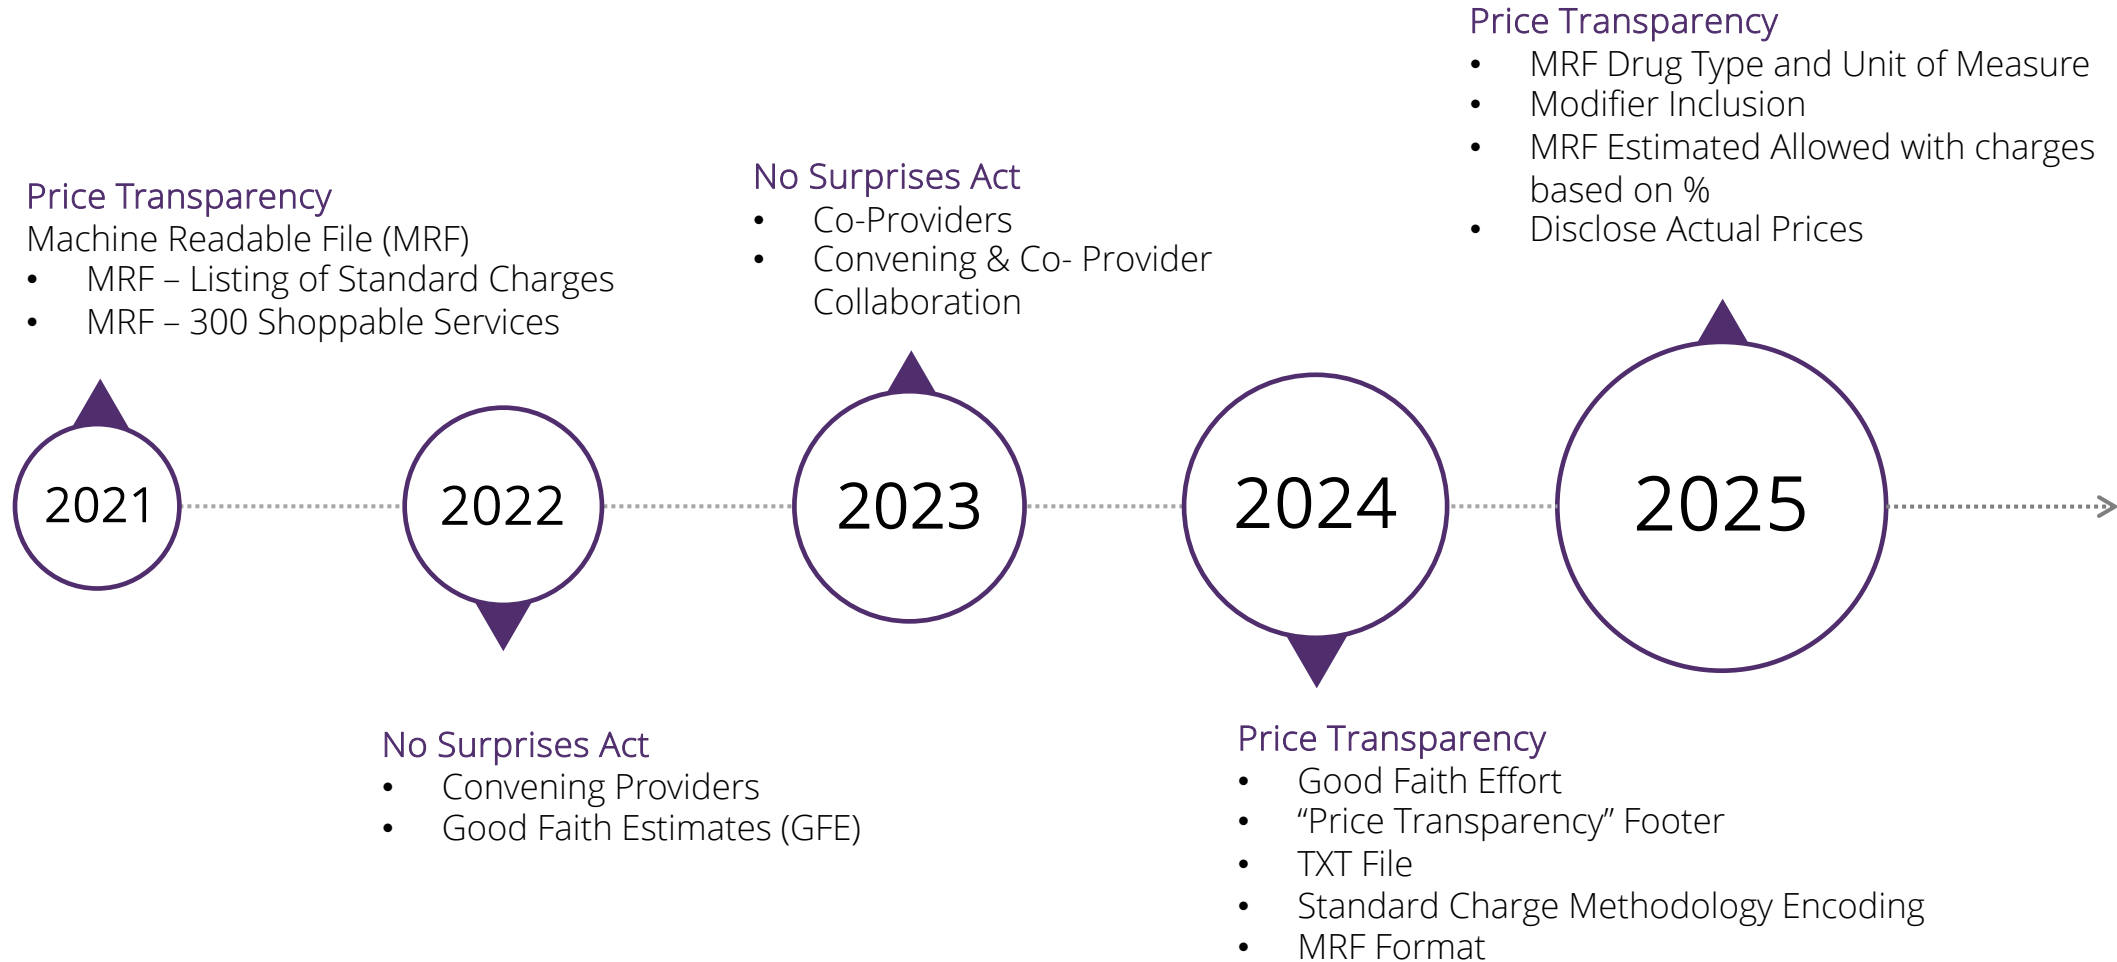 Price Transparency
Machine Readable File (MRF)
• MRF – Listing of Standard Charges
• MRF – 300 Shoppable Services
2021
2022
No Surprises Act
• Convening Providers
• Good Faith Estimates (GFE)
No Surprises Act
• Co-Providers
• Convening & Co- Provider
Collaboration
2023
2024
Price Transparency
• Good Faith Effort
• “Price Transparency” Footer
• TXT File
• Standard Charge Methodology Encoding
• MRF Format
Price Transparency
• MRF Drug Type and Unit of Measure
• Modifier Inclusion
• MRF Estimated Allowed with charges
based on %
• Disclose Actual Prices
2025